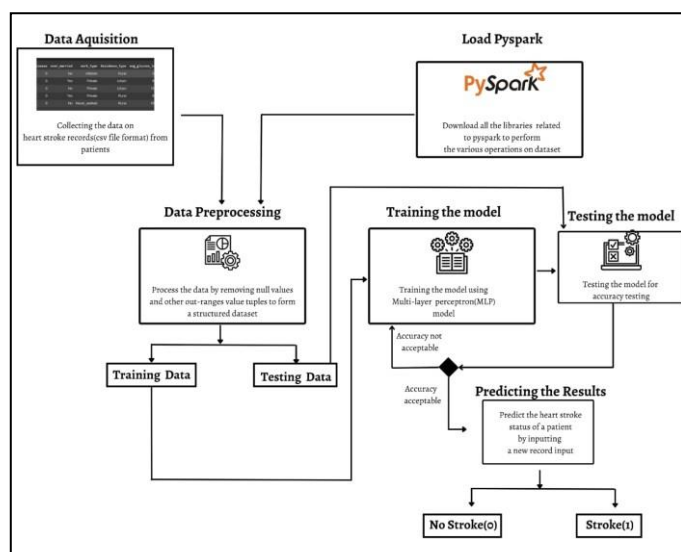 Data Aquisition
Collecting the data on
heart stroke records(csv file format) from
patients
Load Pyspark
PySpark
Download all the libraries related
to pyspark to perform
the various operations on dataset
Data Preprocessing
Process the data by removing null values
and other out-ranges value tuples to form
a structured dataset
Training Data
Testing Data
Training the model
Training the model using
Multi-layer perceptron(MLP)
model
Testing the model
Testing the model for
accuracy testing
Accuracy not
acceptable
Accuracy
acceptable
Predicting the Results
Predict the heart stroke
status of a patient
by inputting
a new record input
No Stroke(0)
Stroke(1)